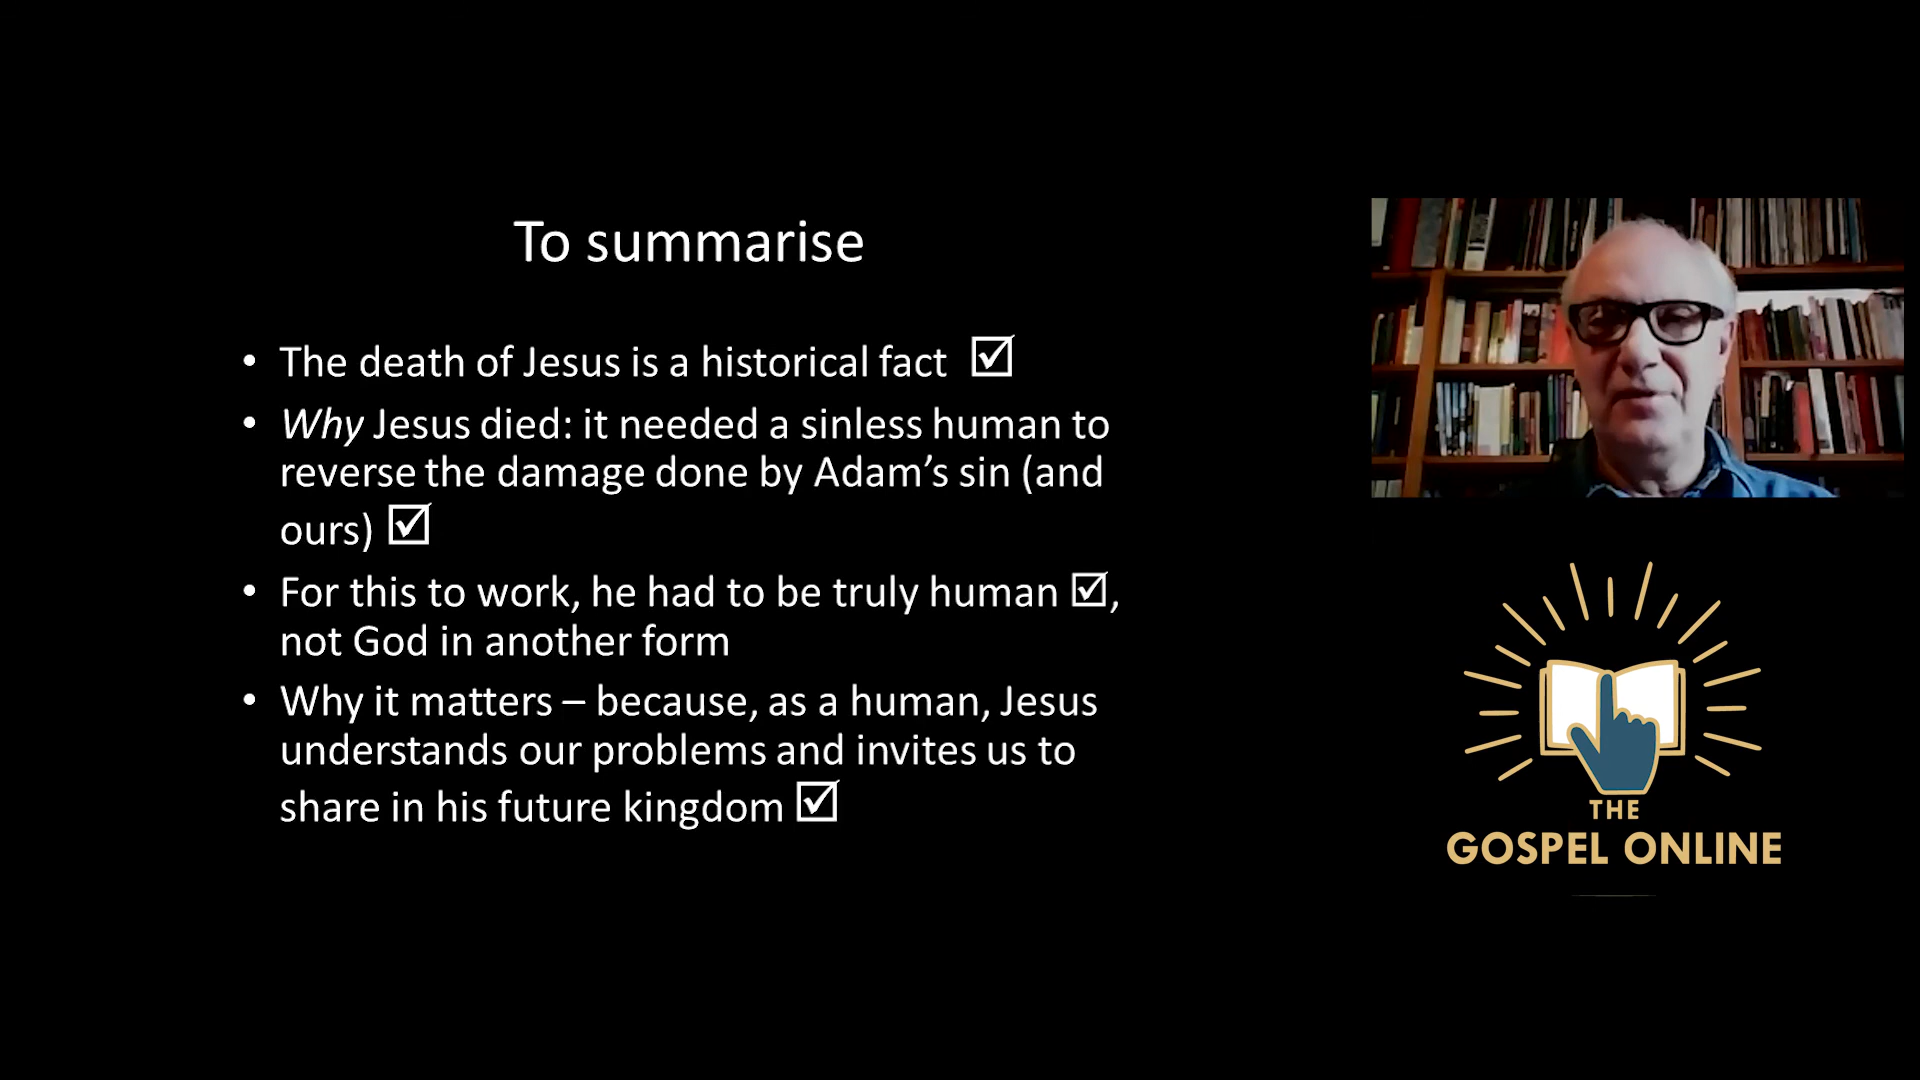 To summarise
• The death of Jesus is a historical fact ☑
• Why Jesus died: it needed a sinless human to
reverse the damage done by Adam’s sin (and
ours) ☑
• For this to work, he had to be truly human ☑,
not God in another form
• Why it matters – because, as a human, Jesus
understands our problems and invites us to
share in his future kingdom ☑
THE
GOSPEL ONLINE